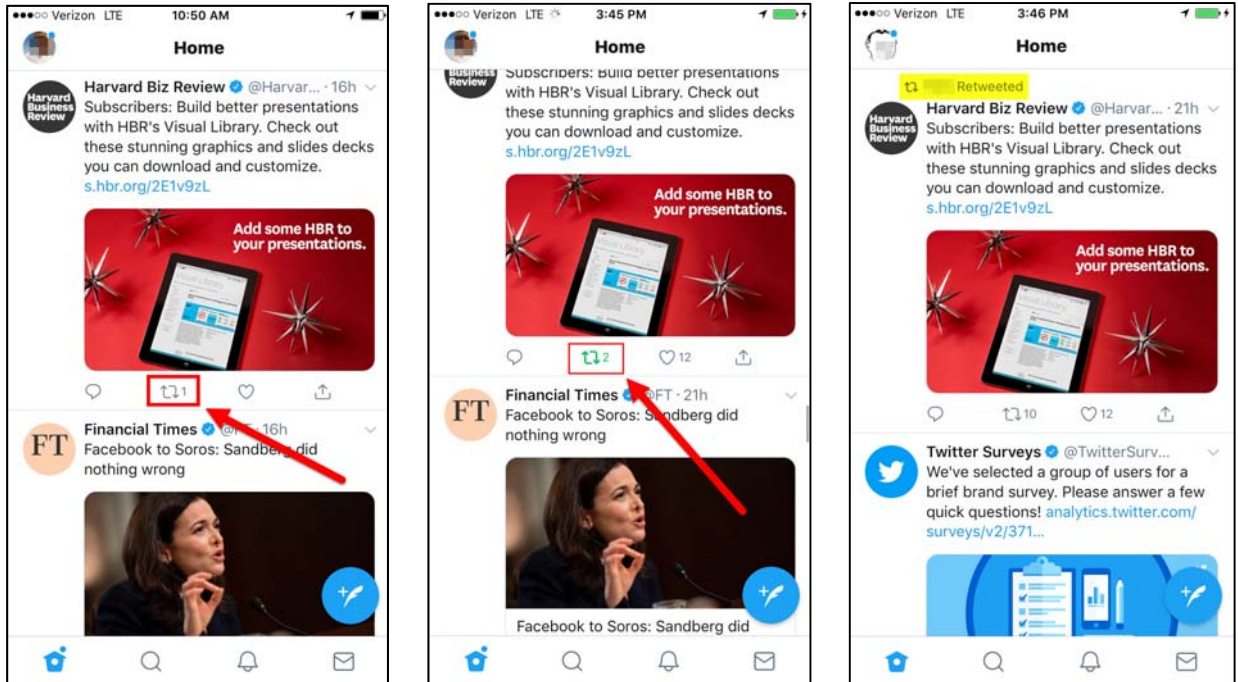 ●●●○○ Verizon LTE 10:50 AM
Home
Harvard Business Review
Harvard Biz Review @Harvar... · 16h
Subscribers: Build better presentations
with HBR's Visual Library. Check out
these stunning graphics and slides decks
you can download and customize.
s.hbr.org/2E1v9zL
Add some HBR to
your presentations.
1
FT
Financial Times @FT · 16h
Facebook to Soros: Sandberg did
nothing wrong
●●●○○ Verizon LTE 3:45 PM
Home
Business
Review
Subscribers: Build better presentations
with HBR's Visual Library. Check out
these stunning graphics and slides decks
you can download and customize.
s.hbr.org/2E1v9zL
Add some HBR to
your presentations.
2 12
FT
Financial Times @FT · 21h
Facebook to Soros: Sandberg did
nothing wrong
Facebook to Soros: Sandberg did
●●●○○ Verizon LTE 3:46 PM
Home
Retweeted
Harvard Business Review
Harvard Biz Review @Harvar... · 21h
Subscribers: Build better presentations
with HBR's Visual Library. Check out
these stunning graphics and slides decks
you can download and customize.
s.hbr.org/2E1v9zL
Add some HBR to
your presentations.
10 12
Twitter Surveys @TwitterSurv...
We've selected a group of users for a
brief brand survey. Please answer a few
quick questions! analytics.twitter.com/
surveys/v2/371...